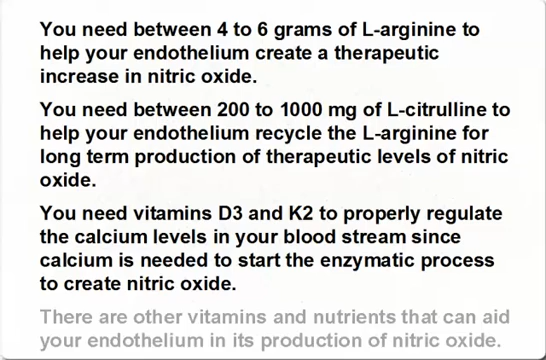 You need between 4 to 6 grams of L-arginine to
help your endothelium create a therapeutic
increase in nitric oxide.
You need between 200 to 1000 mg of L-citrulline to
help your endothelium recycle the L-arginine for
long term production of therapeutic levels of nitric
oxide.
You need vitamins D3 and K2 to properly regulate
the calcium levels in your blood stream since
calcium is needed to start the enzymatic process
to create nitric oxide.
There are other vitamins and nutrients that can aid
your endothelium in its production of nitric oxide.